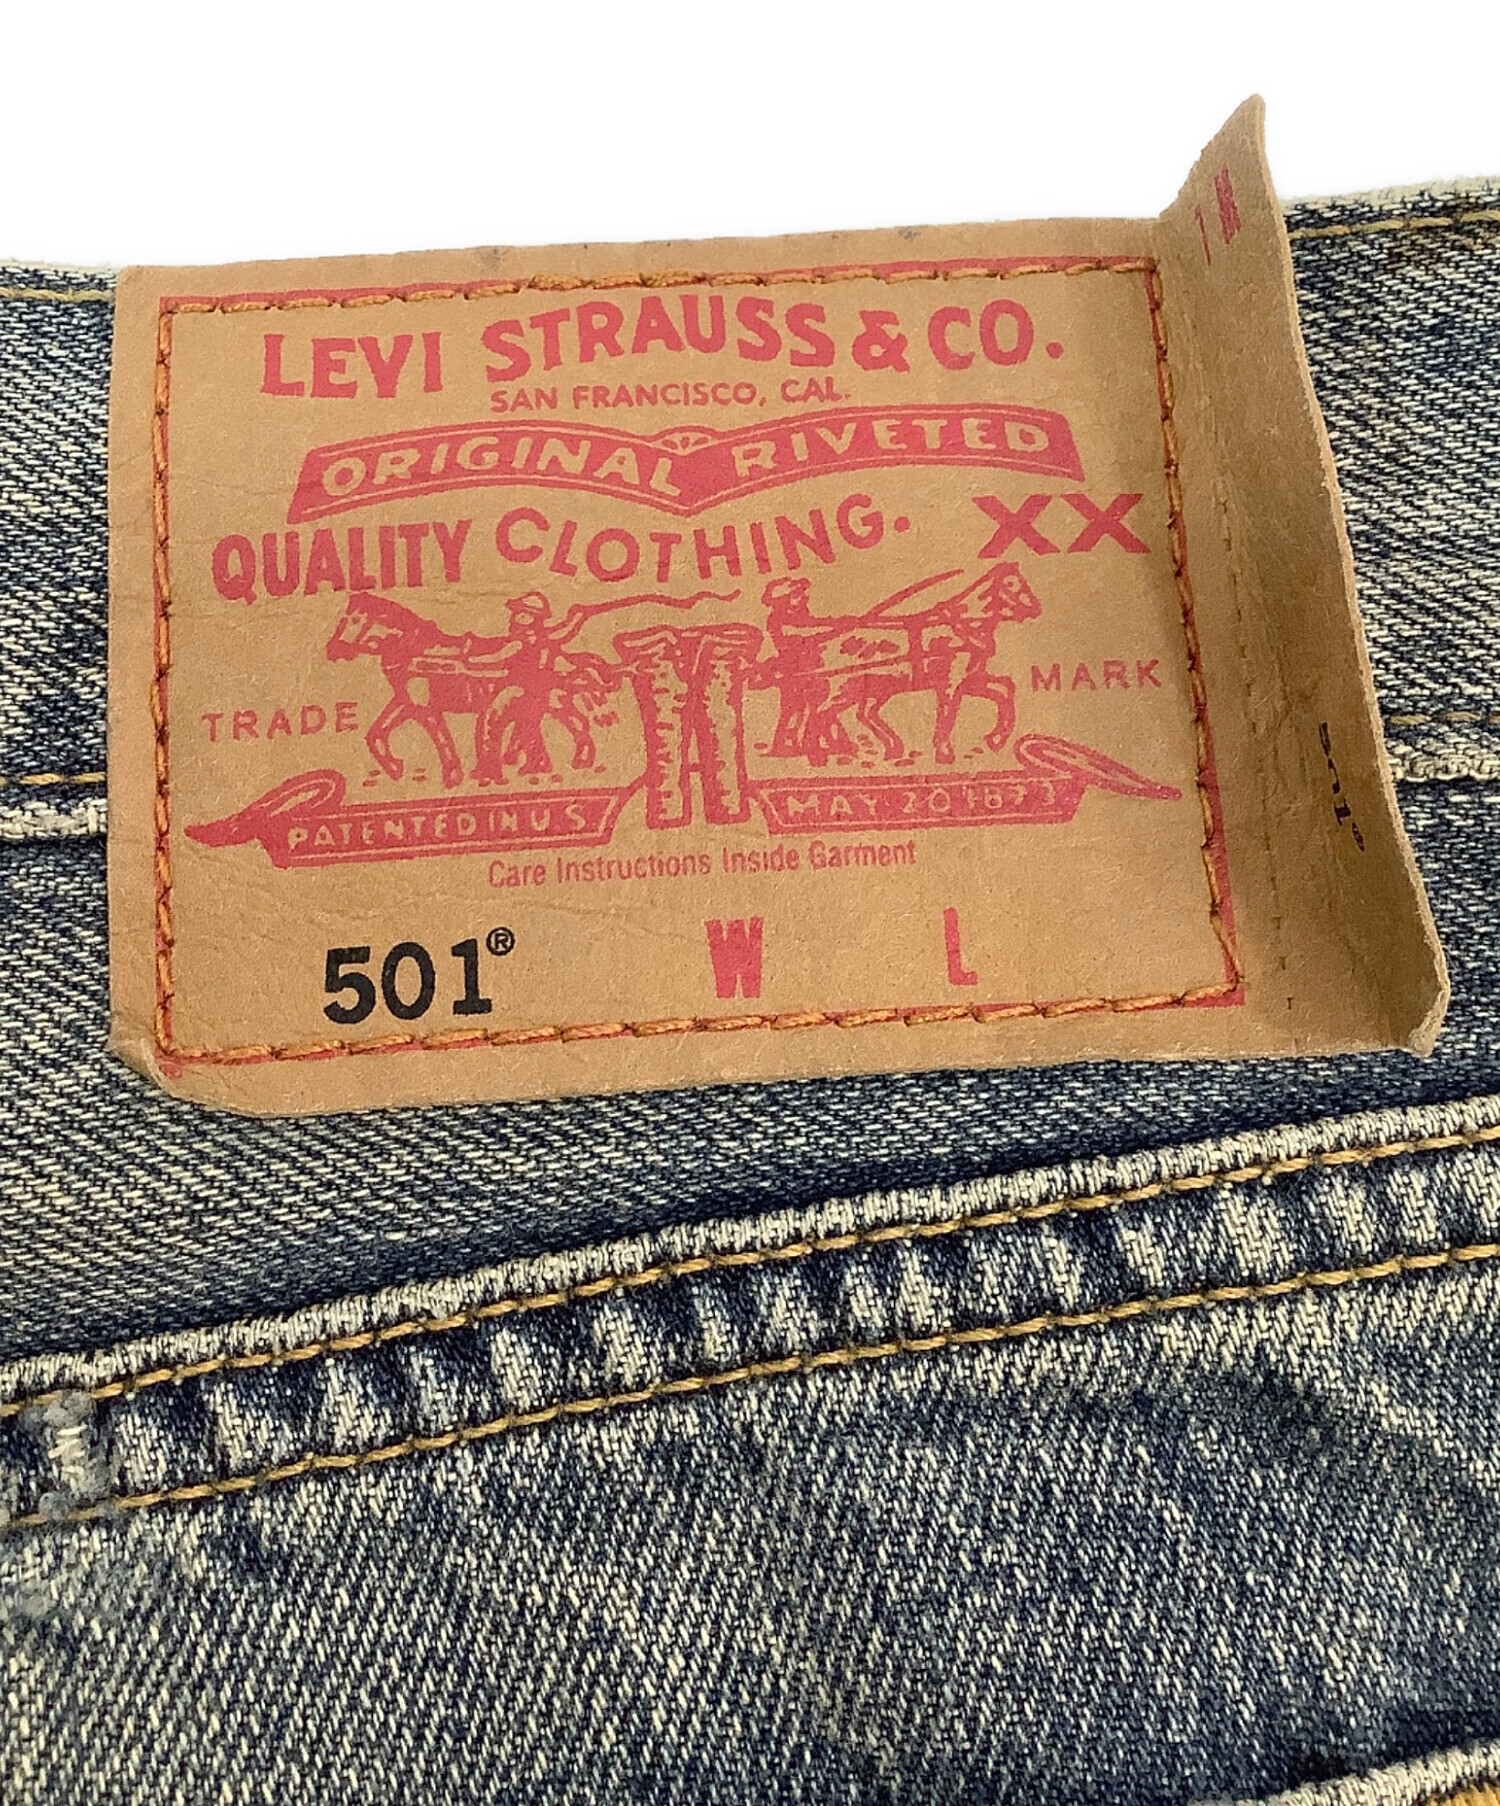 LEVI STRAUSS & CO.
SAN FRANCISCO, CAL.
ORIGINAL RIVETED
QUALITY CLOTHING. XX
TRADE MARK
PATENTED IN U S MAY 20 1873
Care Instructions Inside Garment
501® W L